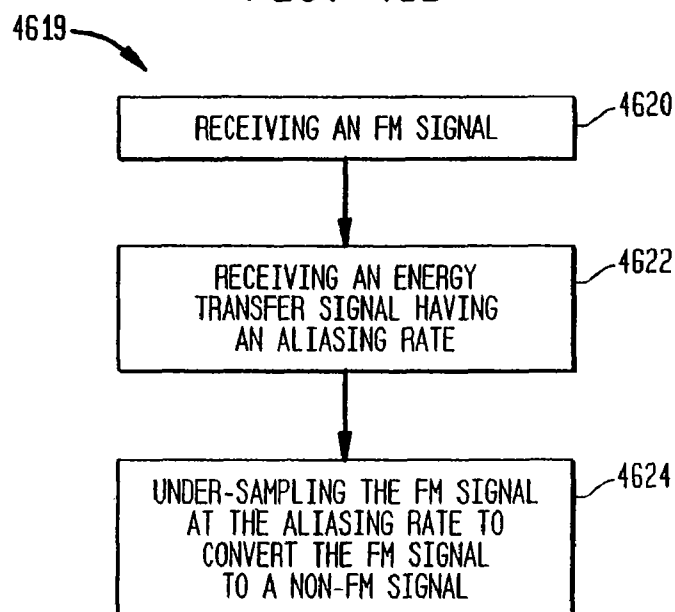 4619
RECEIVING AN FM SIGNAL
4620
RECEIVING AN ENERGY
TRANSFER SIGNAL HAVING
AN ALIASING RATE
4622
UNDER-SAMPLING THE FM SIGNAL
AT THE ALIASING RATE TO
CONVERT THE FM SIGNAL
TO A NON-FM SIGNAL
4624